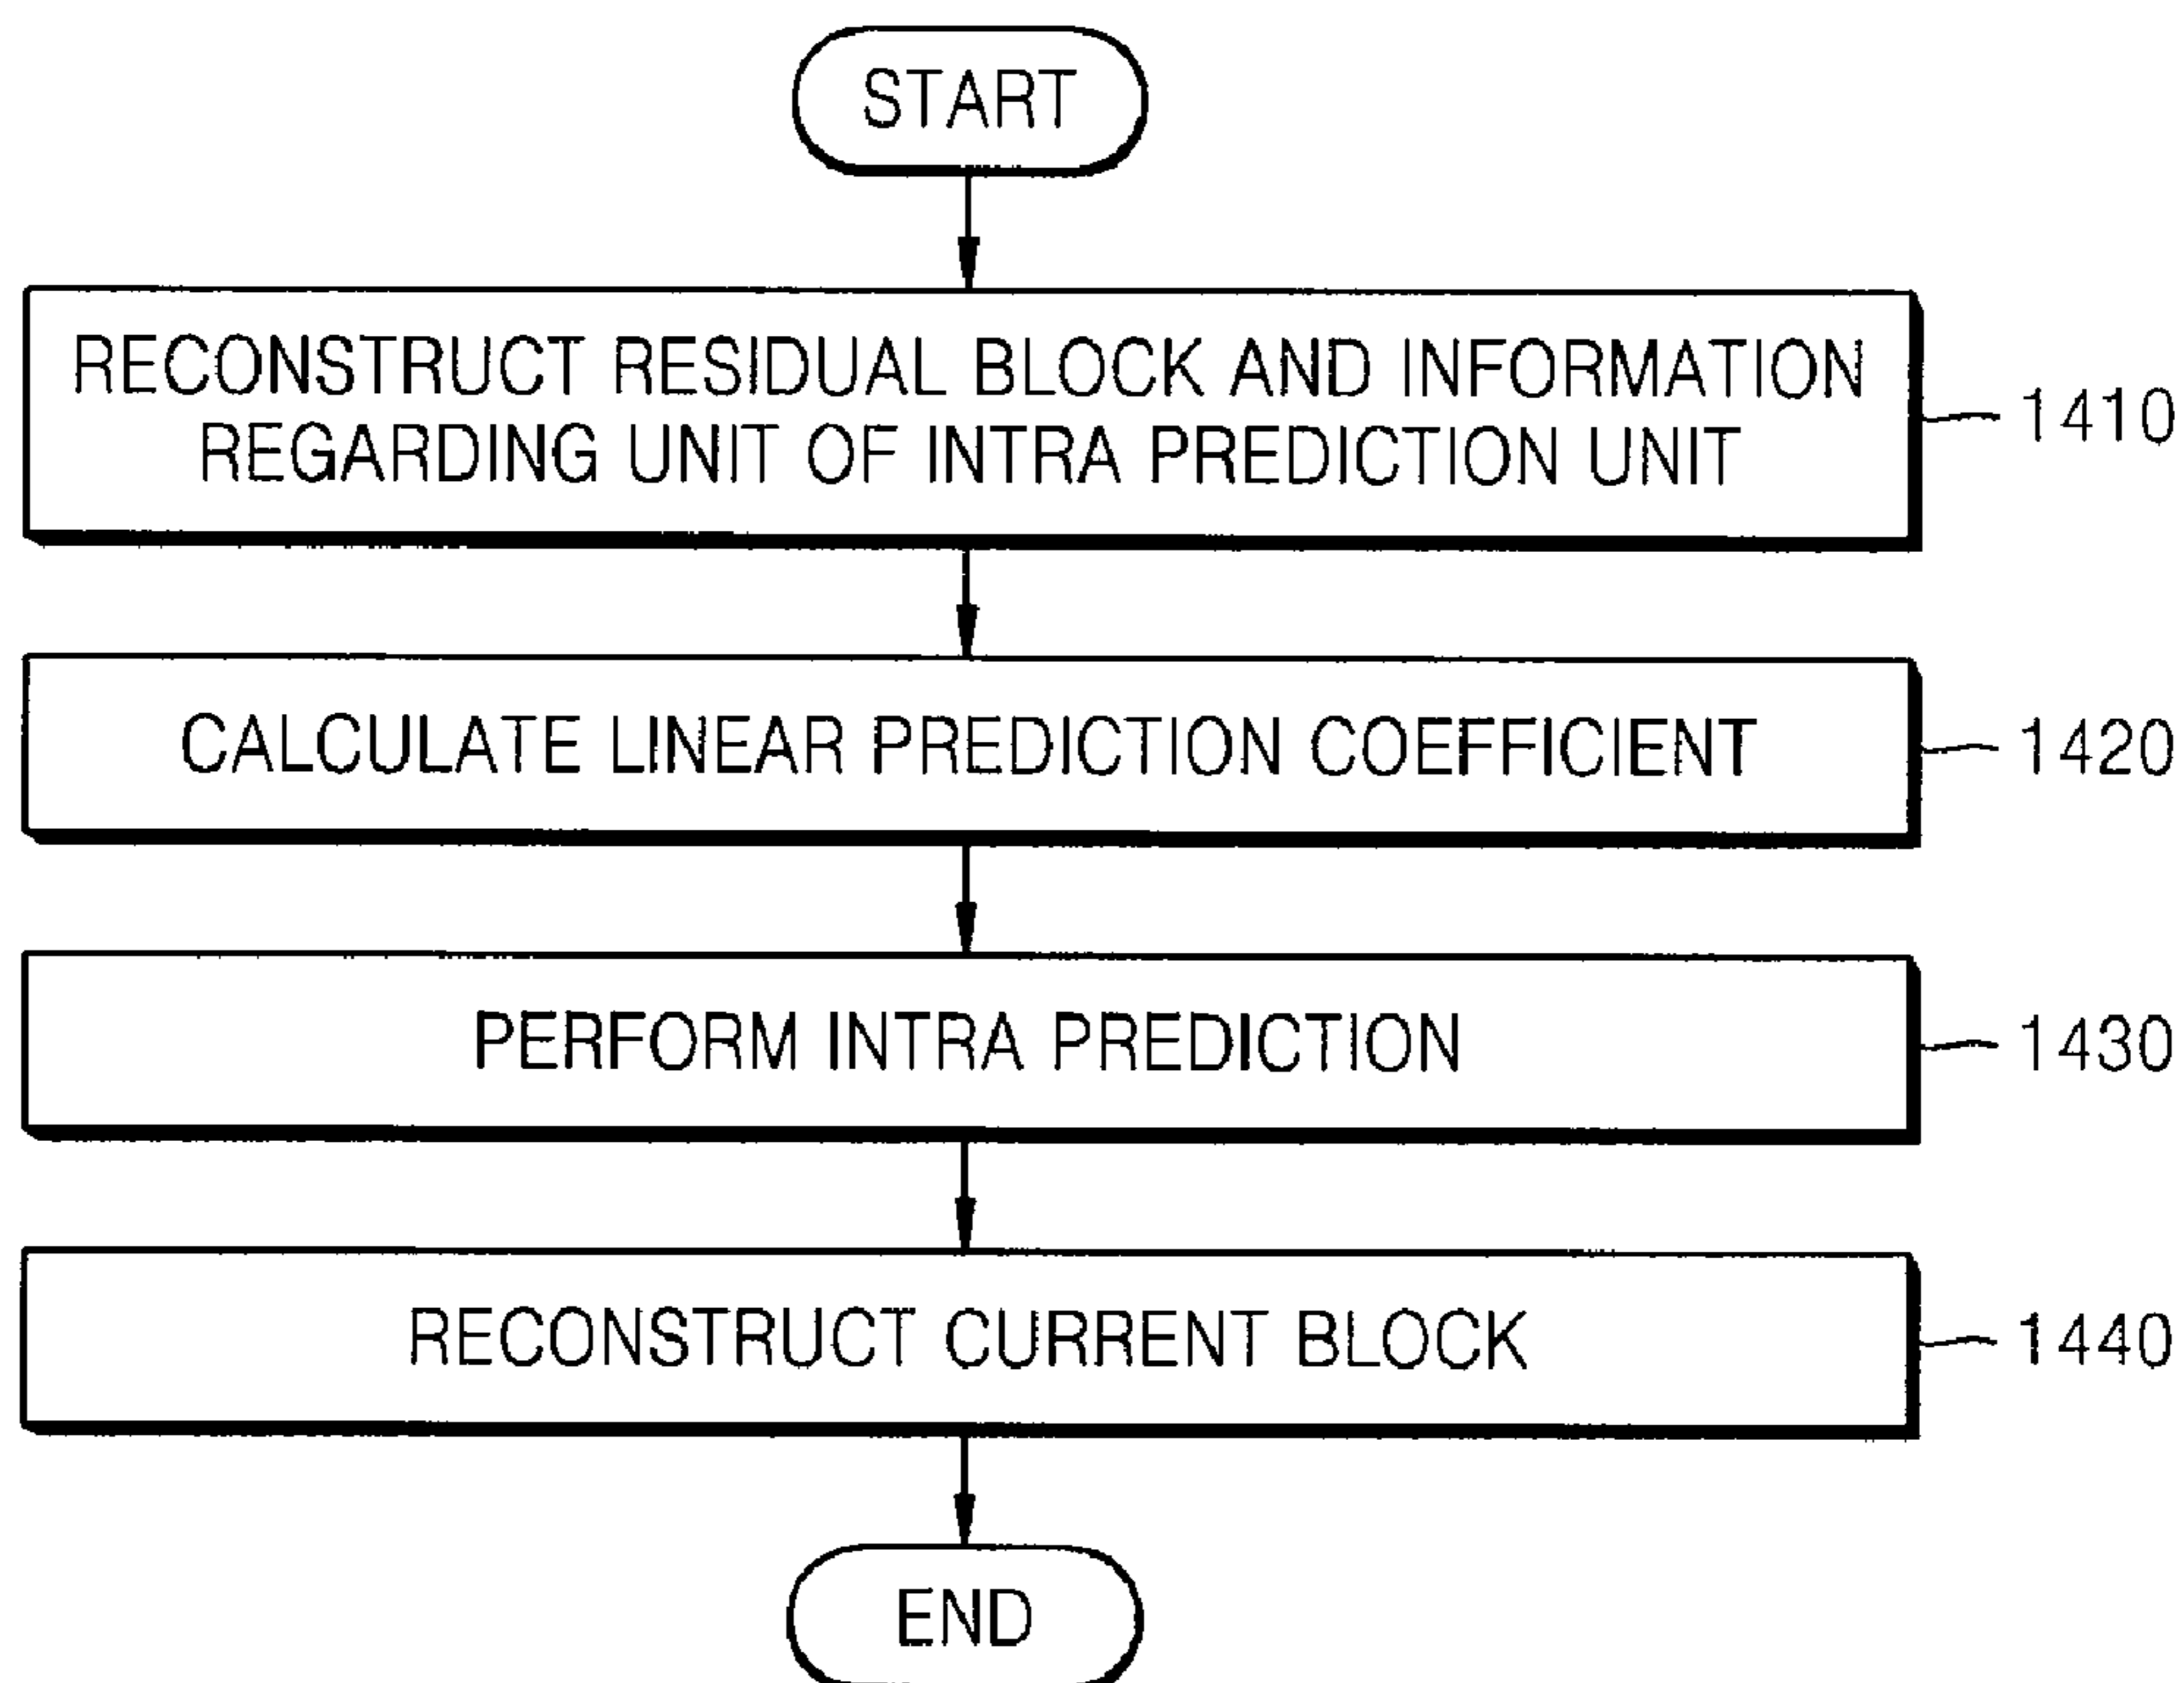 START
RECONSTRUCT RESIDUAL BLOCK AND INFORMATION
REGARDING UNIT OF INTRA PREDICTION UNIT
1410
CALCULATE LINEAR PREDICTION COEFFICIENT
1420
PERFORM INTRA PREDICTION
1430
RECONSTRUCT CURRENT BLOCK
1440
END